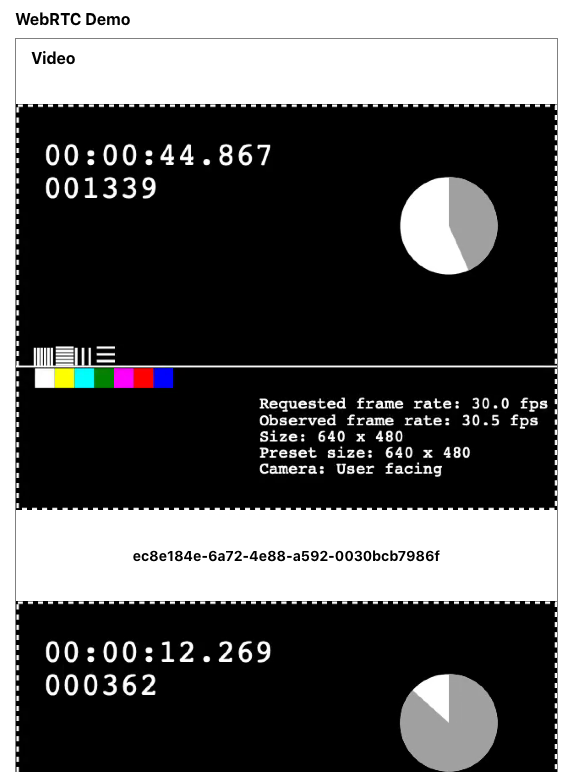 WebRTC Demo
Video
00:00:44.867
001339
Requested frame rate: 30.0 fps
Observed frame rate: 30.5 fps
Size: 640 x 480
Preset size: 640 x 480
Camera: User facing
ec8e184e-6a72-4e88-a592-0030bcb7986f
00:00:12.269
000362